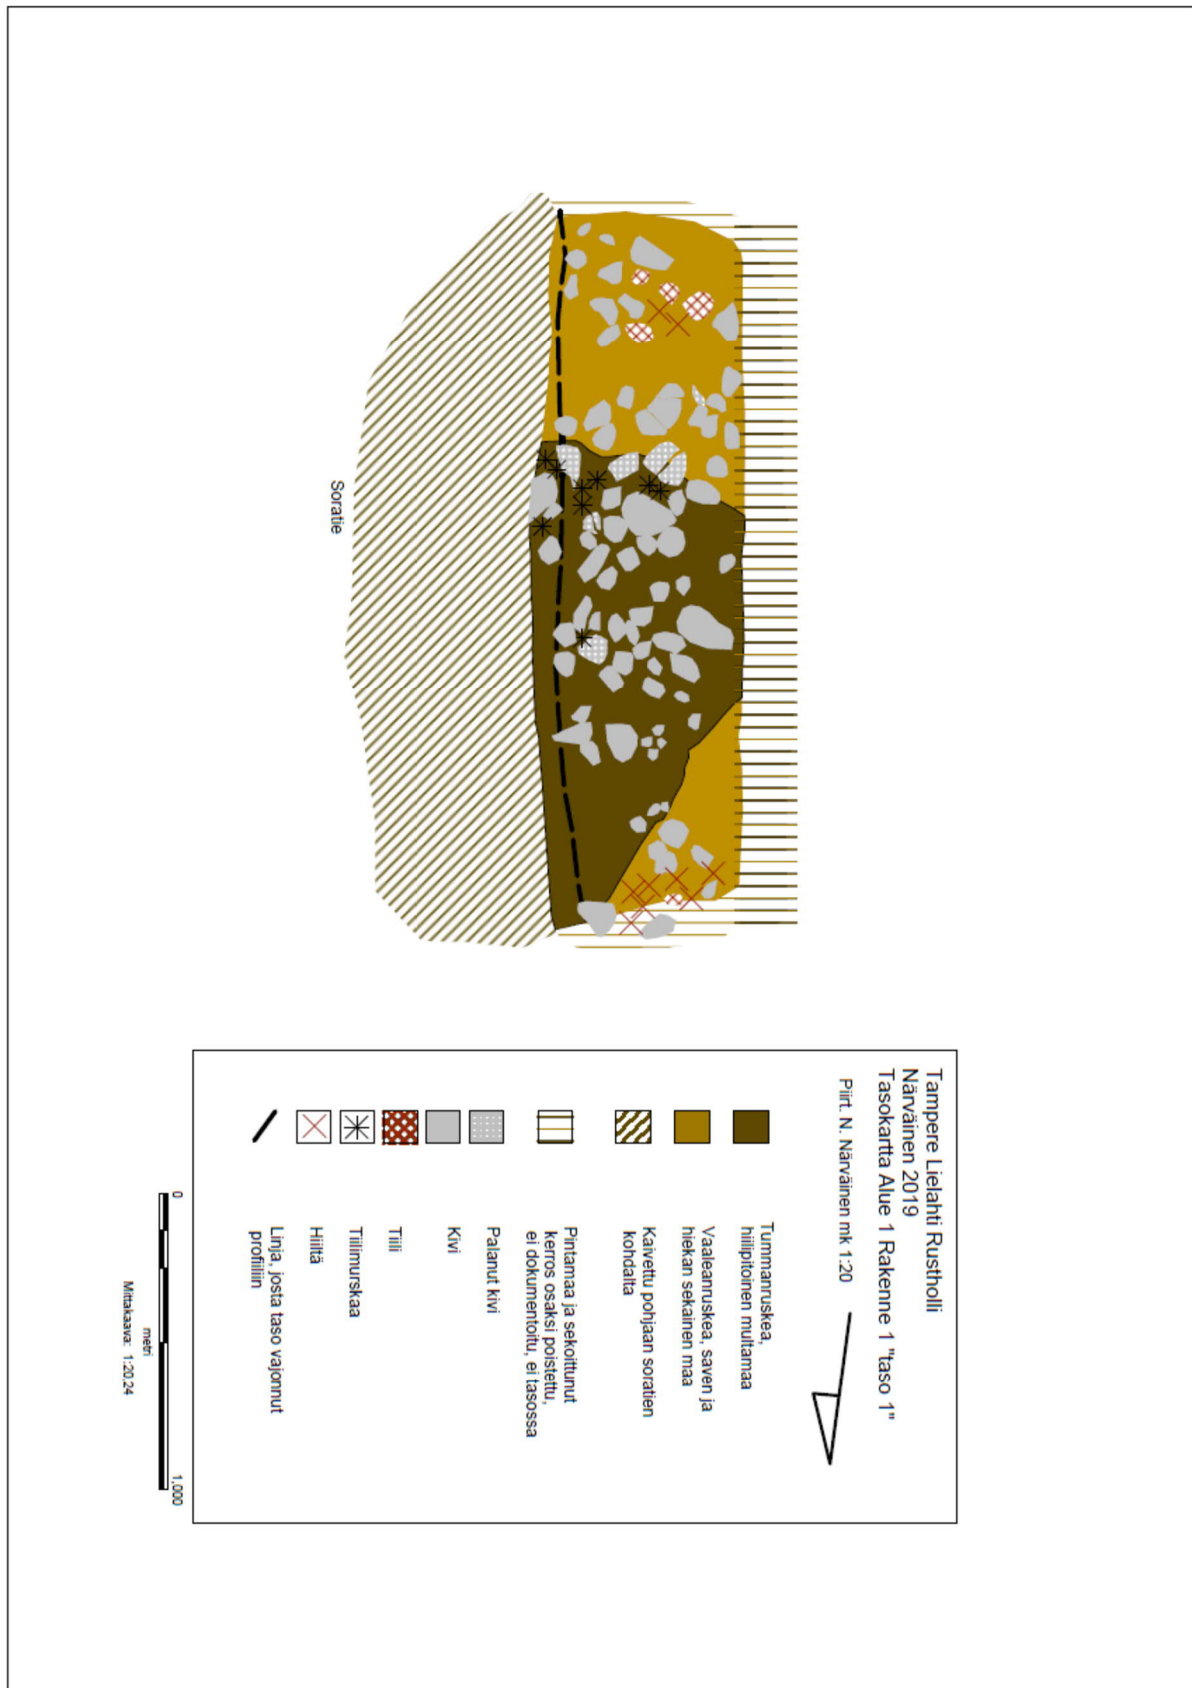 Tampere Lielahti Rustholli
Närväinen 2019
Tasokartta Alue 1 Rakenne 1 "taso 1"
Piirt. N. Närväinen mk 1:20
Tummanruskea,
hiilipitoinen multamaa
Vaaleanruskea, saven ja
hiekan sekainen maa
Kaivettu pohjaan soratien
kohdalta
Pintamaa ja sekoittunut
kerros osaksi poistettu,
ei dokumentoitu, ei tasossa
Palanut kivi
Kivi
Tiili
Tiilimurskaa
Hiiltä
Linja, josta taso vajonnut
profiiliin
0
1,000
metri
Mittakaava: 1:20.24
Soratie